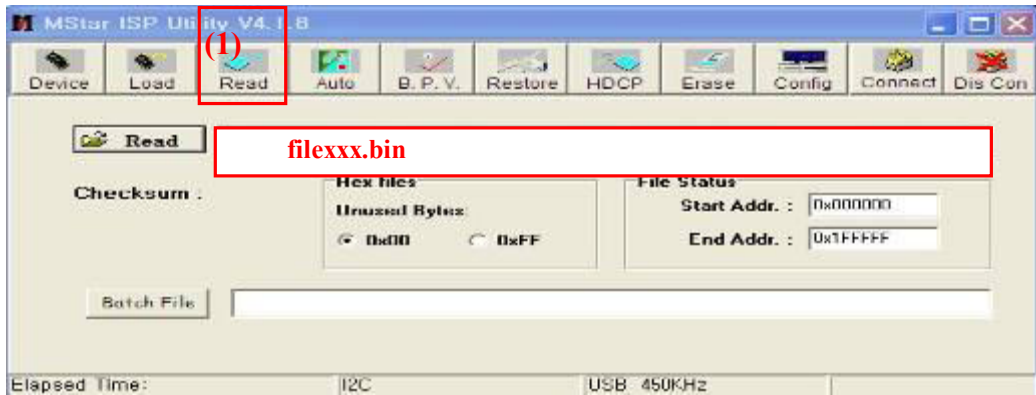 MStar ISP Utility V4.1.8
(1)
Device Load Read Auto B. P. V. Restore HDCP Erase Config Connect Dis Con
Read filexxx.bin
Checksum :
Hex files
Unused Bytes:
0x00 0xFF
File Status
Start Addr. : 0x000000
End Addr. : 0x1FFFFF
Batch File
Elapsed Time: I2C USB 450KHz